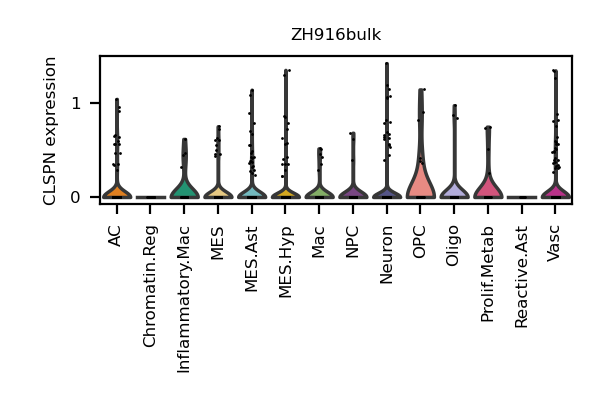 ZH916bulk
CLSPN expression
1
0
AC
Chromatin.Reg
Inflammatory.Mac
MES
MES.Ast
MES.Hyp
Mac
NPC
Neuron
OPC
Oligo
Prolif.Metab
Reactive.Ast
Vasc